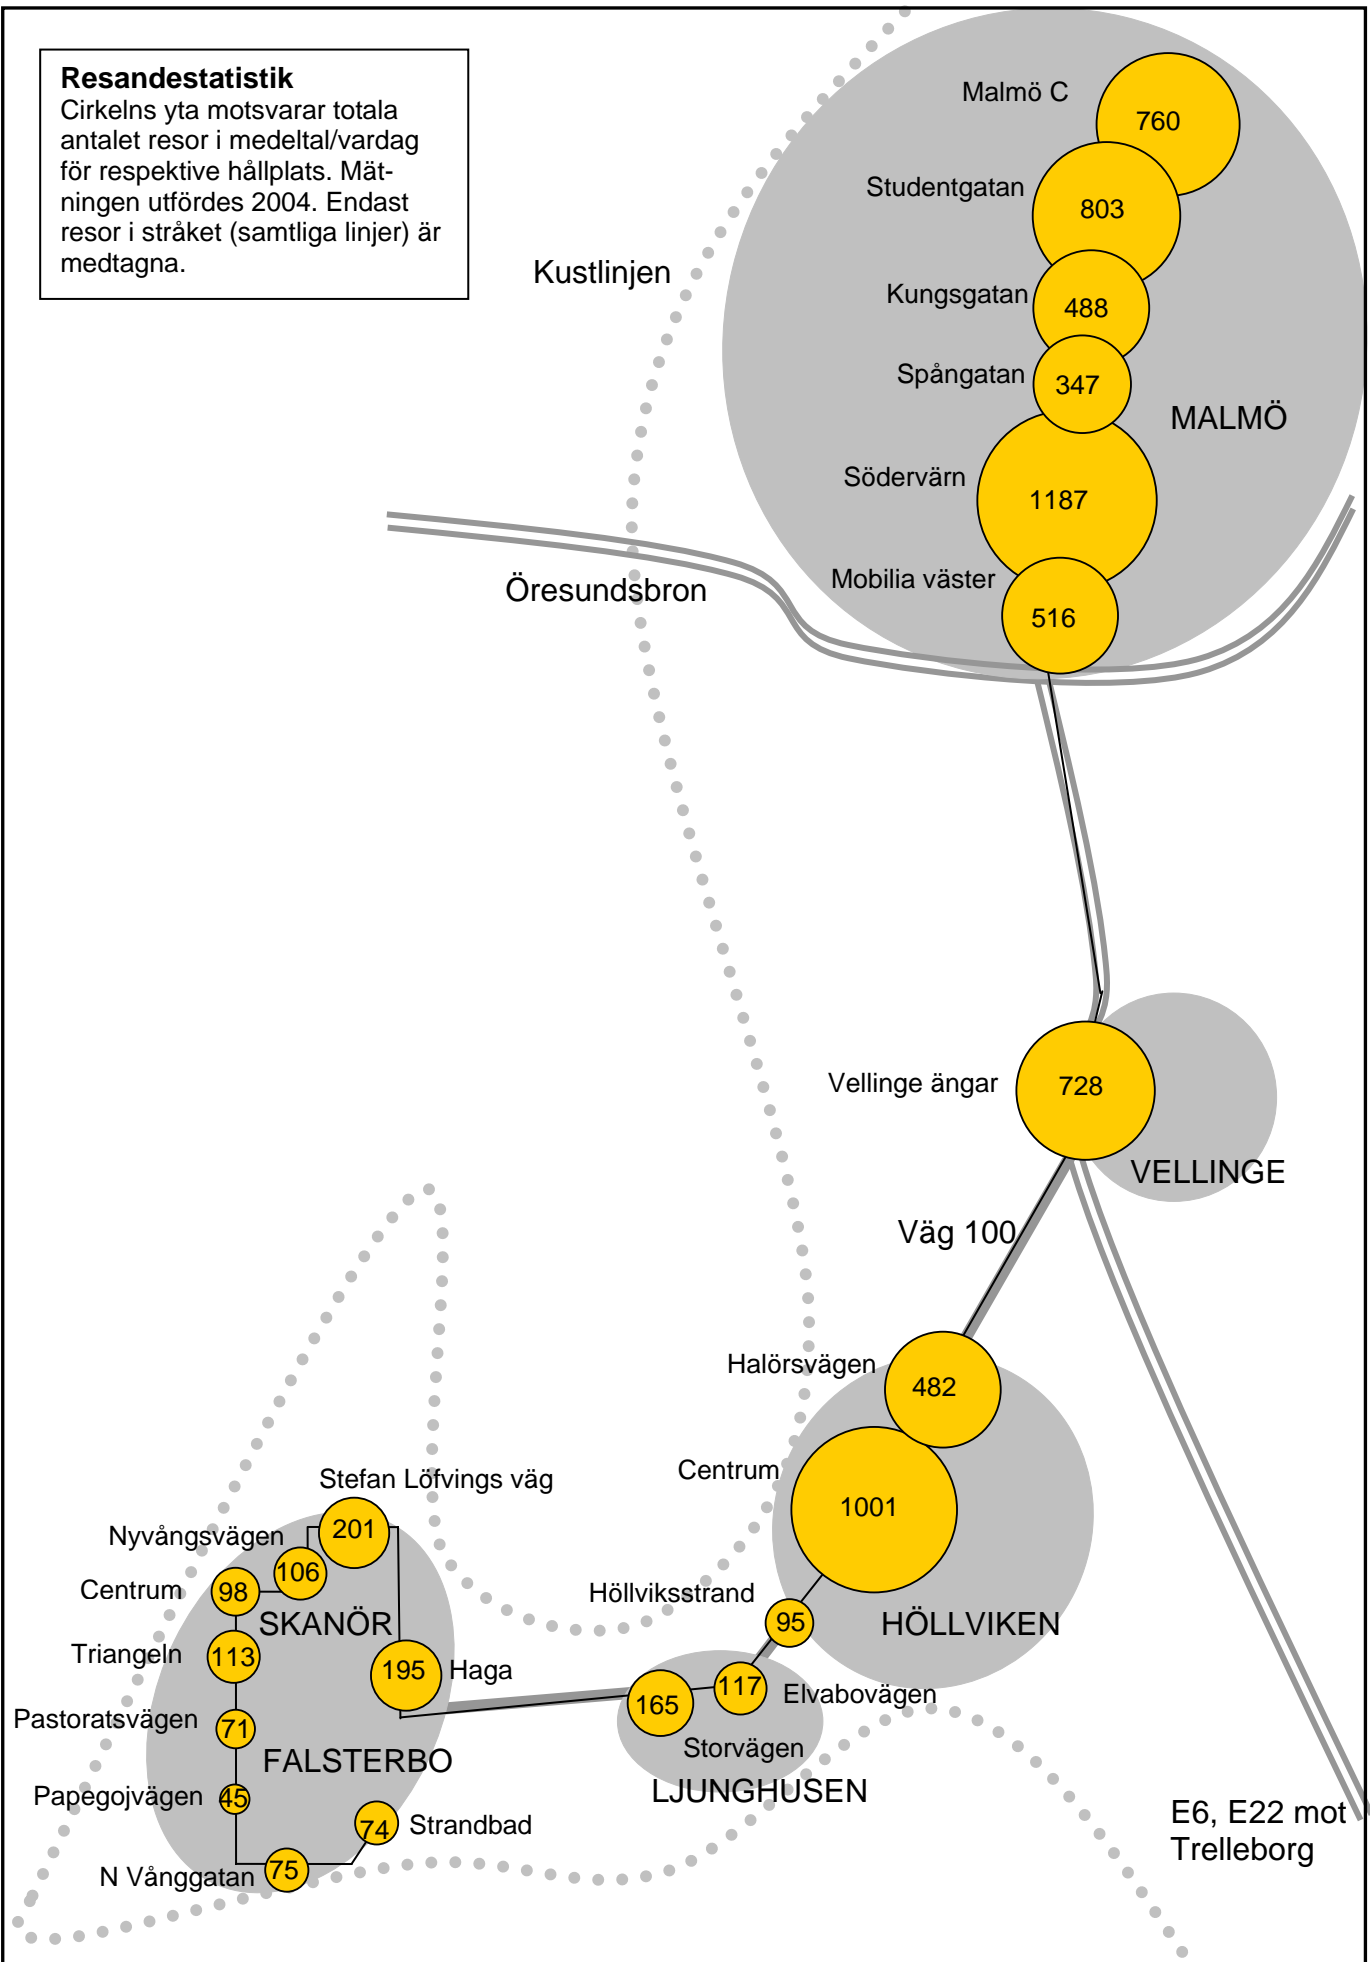 Resandestatistik
Cirkelns yta motsvarar totala
antalet resor i medeltal/vardag
för respektive hållplats. Mät-
ningen utfördes 2004. Endast
resor i stråket (samtliga linjer) är
medtagna.
Malmö C
760
Studentgatan
803
Kustlinjen
Kungsgatan
488
Spångatan
347
MALMÖ
Södervärn
1187
Mobilia väster
516
Öresundsbron
Vellinge ängar
728
VELLINGE
Väg 100
Halörsvägen
482
Centrum
1001
Stefan Löfvings väg
201
Nyvångsvägen
106
Centrum
98
Höllviksstrand
95
HÖLLVIKEN
SKANÖR
Triangeln
113
195
Haga
117
Elvabovägen
165
Storvägen
Pastoratsvägen
71
FALSTERBO
LJUNGHUSEN
Papegojvägen
45
74
Strandbad
N Vånggatan
75
E6, E22 mot
Trelleborg